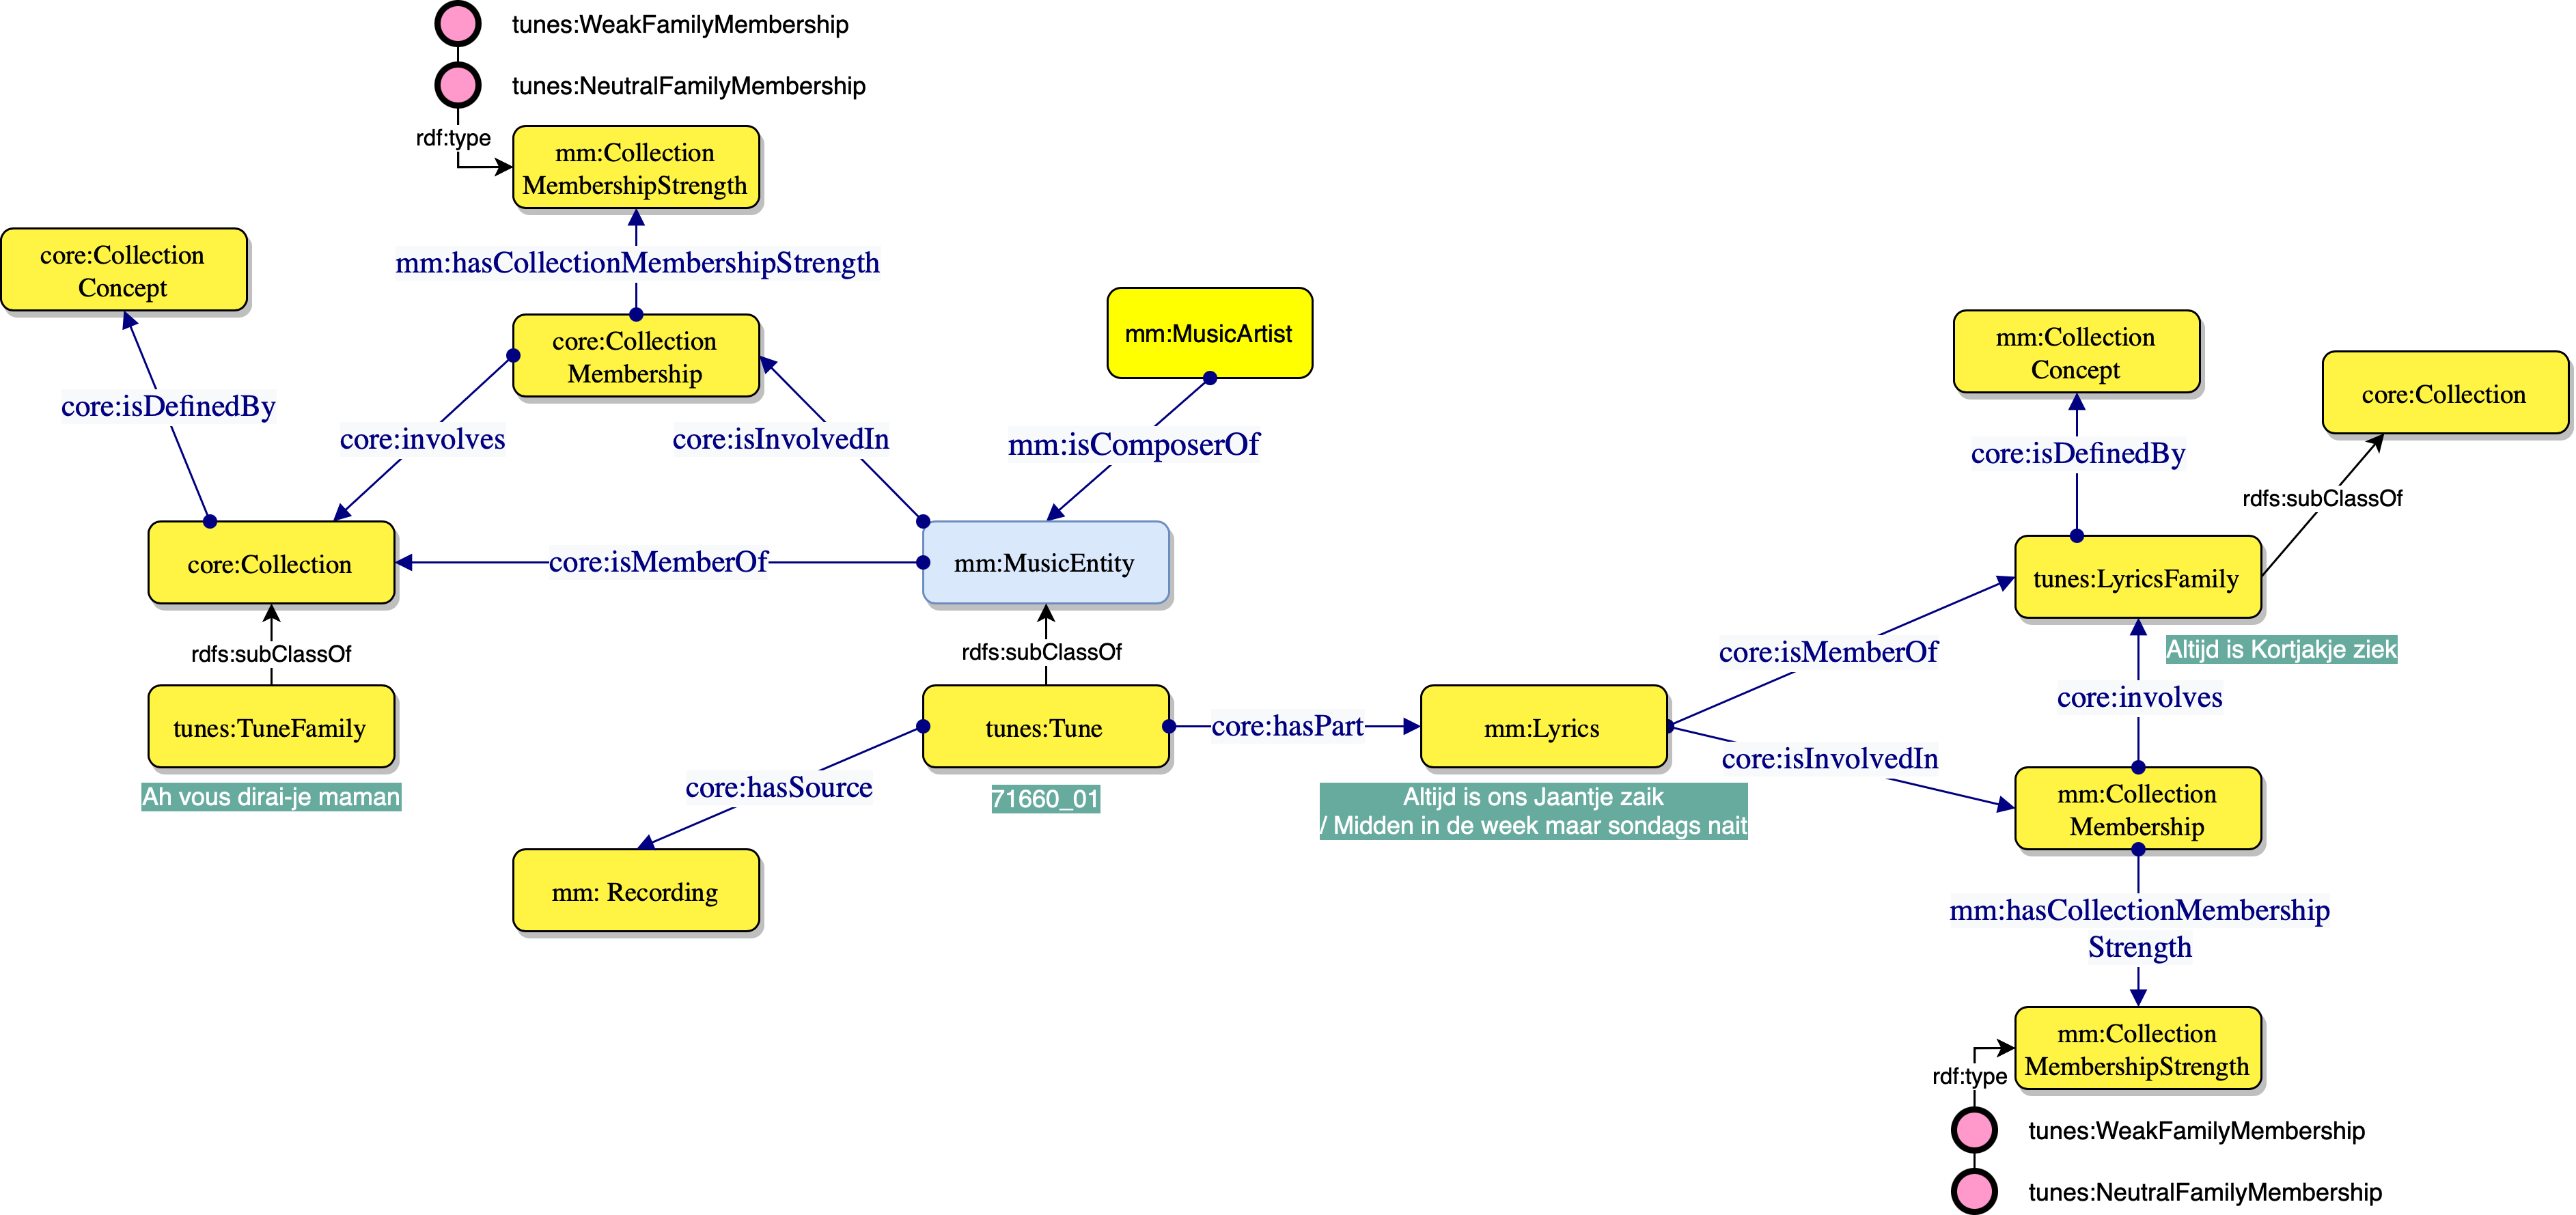 tunes:WeakFamilyMembership
tunes:NeutralFamilyMembership
rdf:type
mm:Collection
MembershipStrength
core:Collection
Concept
mm:hasCollectionMembershipStrength
core:Collection
Membership
mm:MusicArtist
mm:Collection
Concept
core:Collection
core:isDefinedBy
core:involves
core:isInvolvedIn
mm:isComposerOf
core:isDefinedBy
rdfs:subClassOf
core:Collection
core:isMemberOf
mm:MusicEntity
tunes:LyricsFamily
rdfs:subClassOf
rdfs:subClassOf
core:isMemberOf
Altijd is Kortjakje ziek
core:involves
tunes:TuneFamily
tunes:Tune
core:hasPart
mm:Lyrics
core:isInvolvedIn
Ah vous dirai-je maman
core:hasSource
71660_01
Altijd is ons Jaantje zaik
/ Midden in de week maar sondags nait
mm:Collection
Membership
mm: Recording
mm:hasCollectionMembership
Strength
mm:Collection
MembershipStrength
rdf:type
tunes:WeakFamilyMembership
tunes:NeutralFamilyMembership